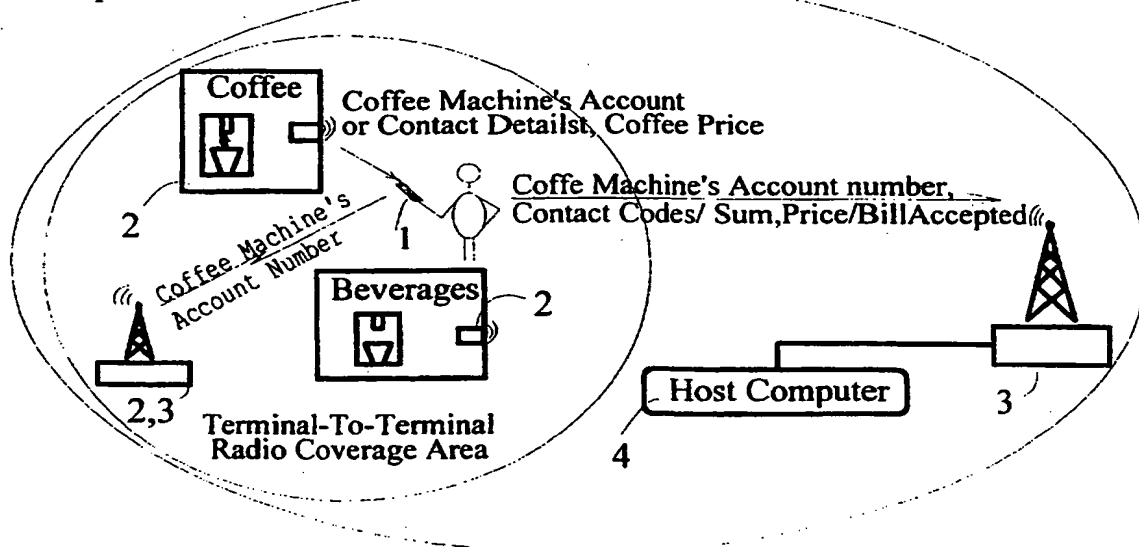 Coffee
Coffee Machine's Account
or Contact Detailst, Coffee Price
2
1
Coffe Machine's Account number,
Contact Codes/ Sum,Price/BillAccepted
Coffee Machine's
Account Number
Beverages
2
2,3
Terminal-To-Terminal
Radio Coverage Area
Host Computer
4
3